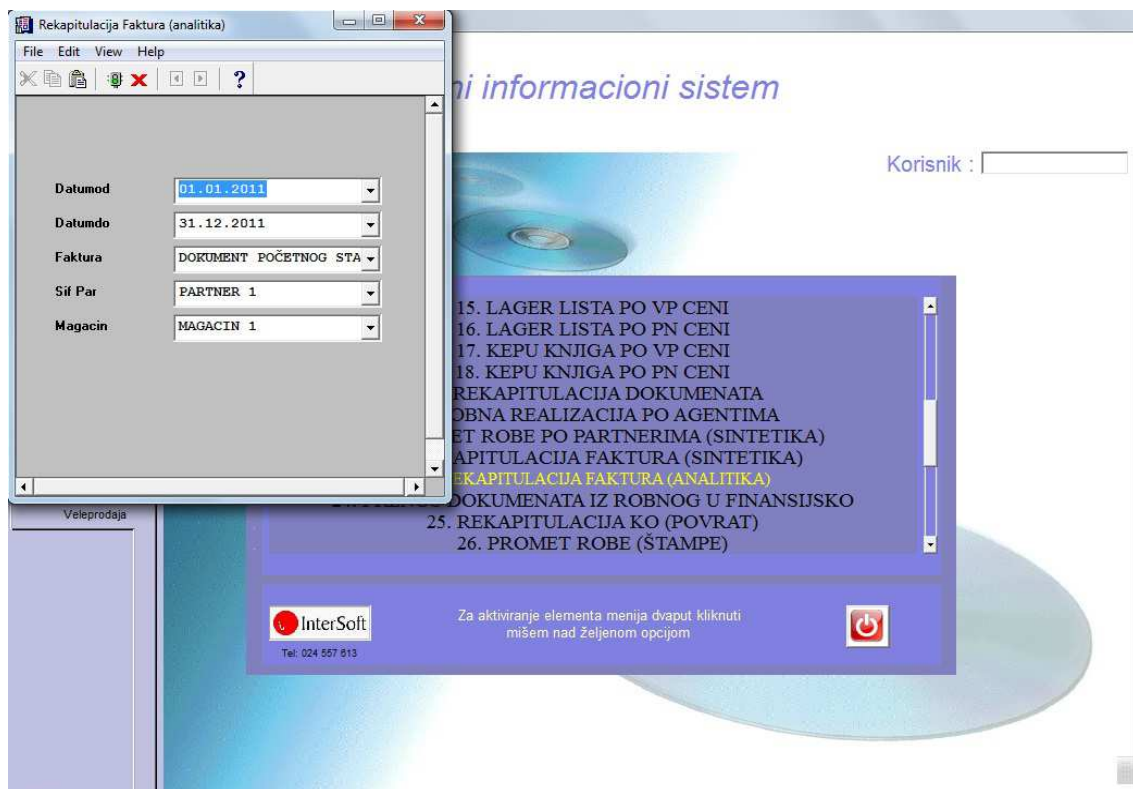 Rekapitulacija Faktura (analitika)
File Edit View Help
ni informacioni sistem
Korisnik :
Datumod 01.01.2011
Datumdo 31.12.2011
Faktura DOKUMENT POČETNOG STA
Sif Par PARTNER 1
Magacin MAGACIN 1
15. LAGER LISTA PO VP CENI
16. LAGER LISTA PO PN CENI
17. KEPU KNJIGA PO VP CENI
18. KEPU KNJIGA PO PN CENI
REKAPITULACIJA DOKUMENATA
OBNA REALIZACIJA PO AGENTIMA
ET ROBE PO PARTNERIMA (SINTETIKA)
APITULACIJA FAKTURA (SINTETIKA)
EKAPITULACIJA FAKTURA (ANALITIKA)
DOKUMENATA IZ ROBNOG U FINANSIJSKO
25. REKAPITULACIJA KO (POVRAT)
26. PROMET ROBE (ŠTAMPE)
Veleprodaja
InterSoft
Tel: 024 557 613
Za aktiviranje elementa menija dvaput kliknuti
mišem nad željenom opcijom